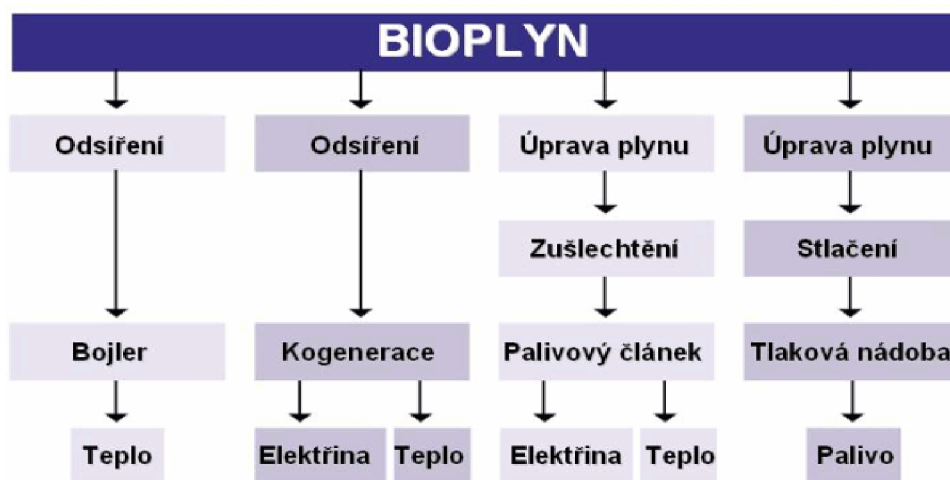 BIOPLYN
Odsíření
Odsíření
Úprava plynu
Úprava plynu
Zušlechtění
Stlačení
Bojler
Kogenerace
Palivový článek
Tlaková nádoba
Teplo
Elektřina
Teplo
Elektřina
Teplo
Palivo